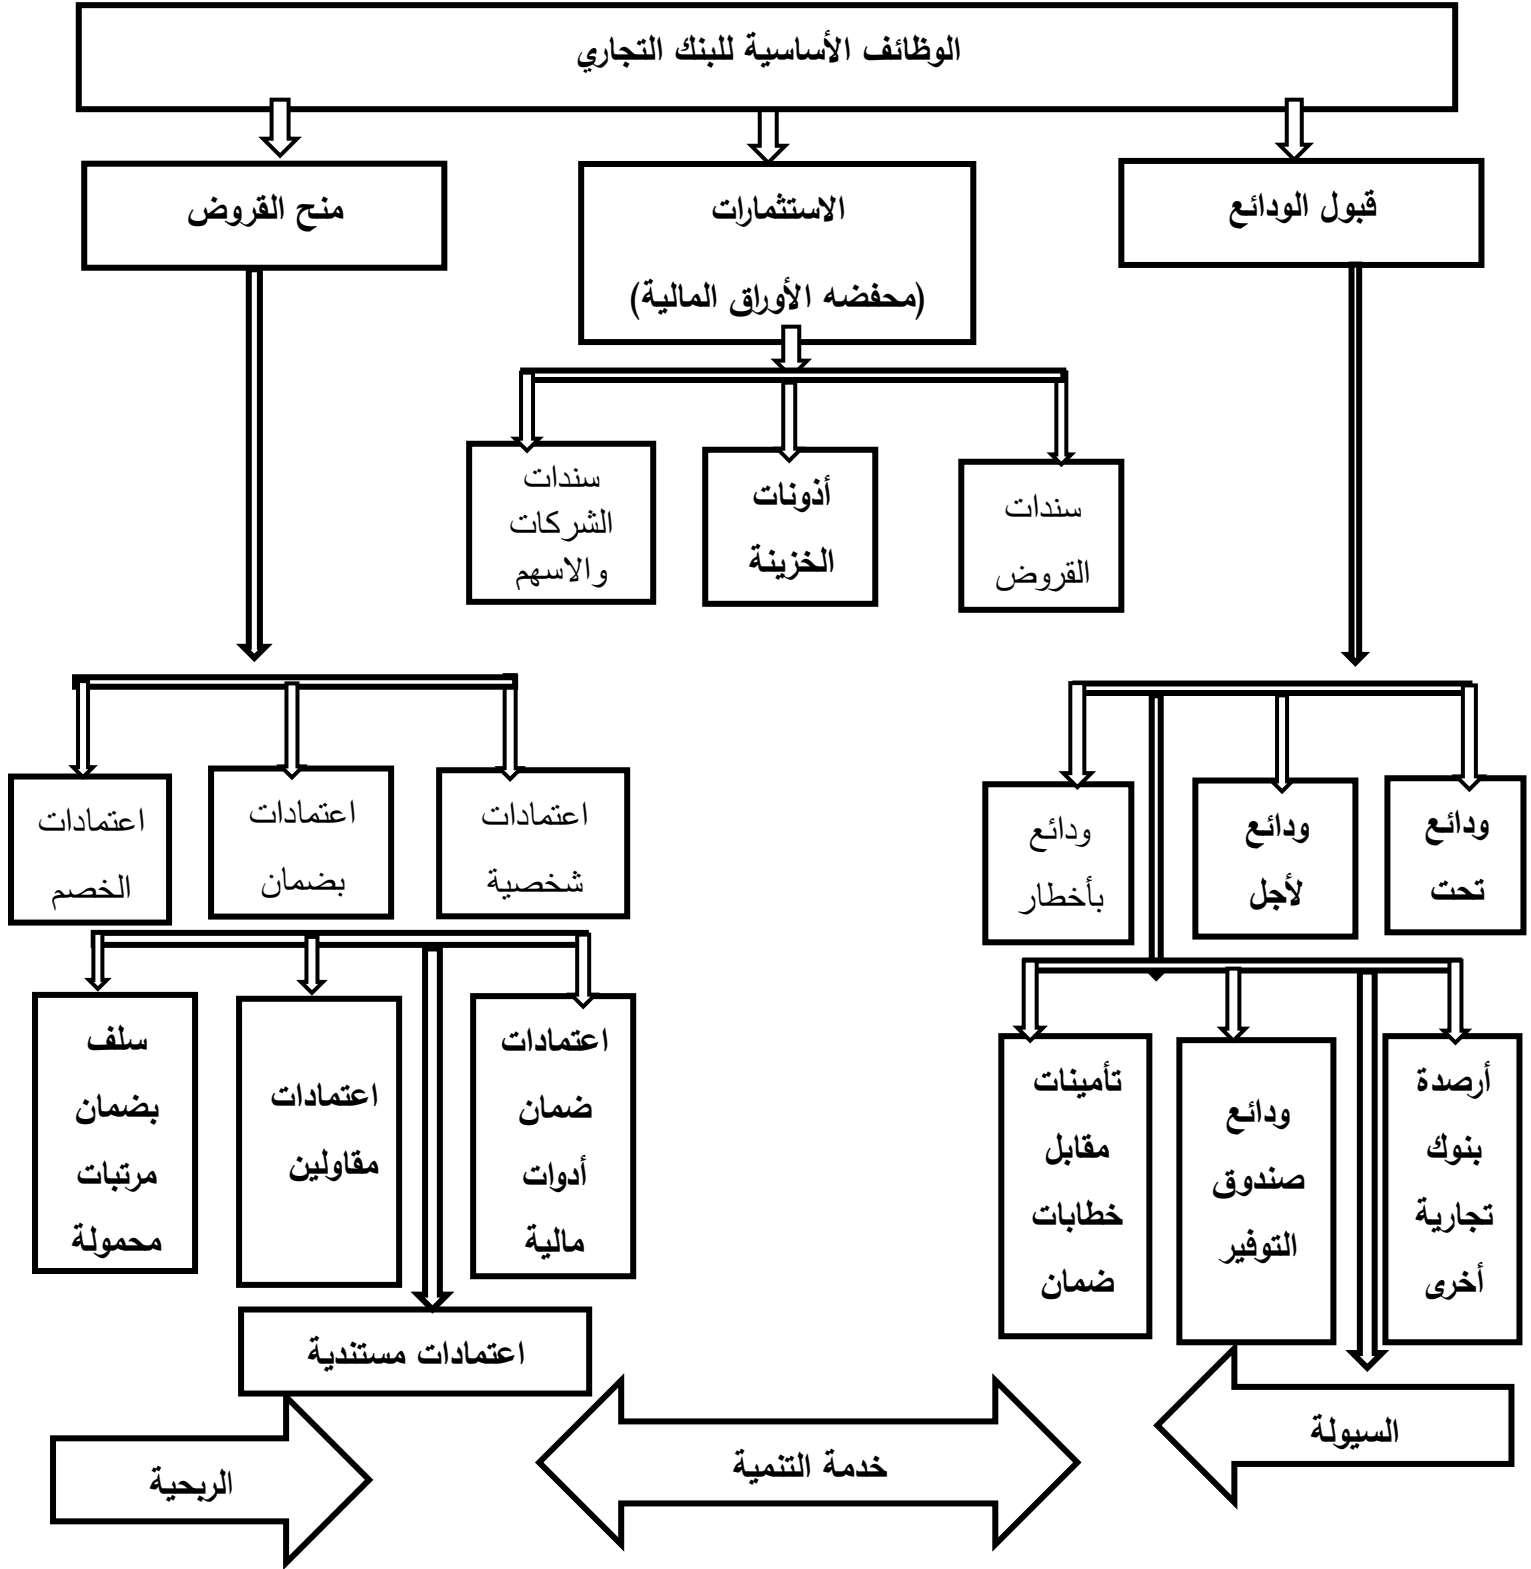 الوظائف الأساسية للبنك التجاري
قبول الودائع
الاستثمارات
(محفضه الأوراق المالية)
منح القروض
سندات
القروض
أذونات
الخزينة
سندات
الشركات
والاسهم
ودائع
تحت
ودائع
لأجل
ودائع
بأخطار
اعتمادات
شخصية
اعتمادات
بضمان
اعتمادات
الخصم
أرصدة
بنوك
تجارية
أخرى
ودائع
صندوق
التوفير
تأمينات
مقابل
خطابات
ضمان
اعتمادات
ضمان
أدوات
مالية
اعتمادات
مقاولين
سلف
بضمان
مرتبات
محمولة
اعتمادات مستندية
السيولة
خدمة التنمية
الربحية